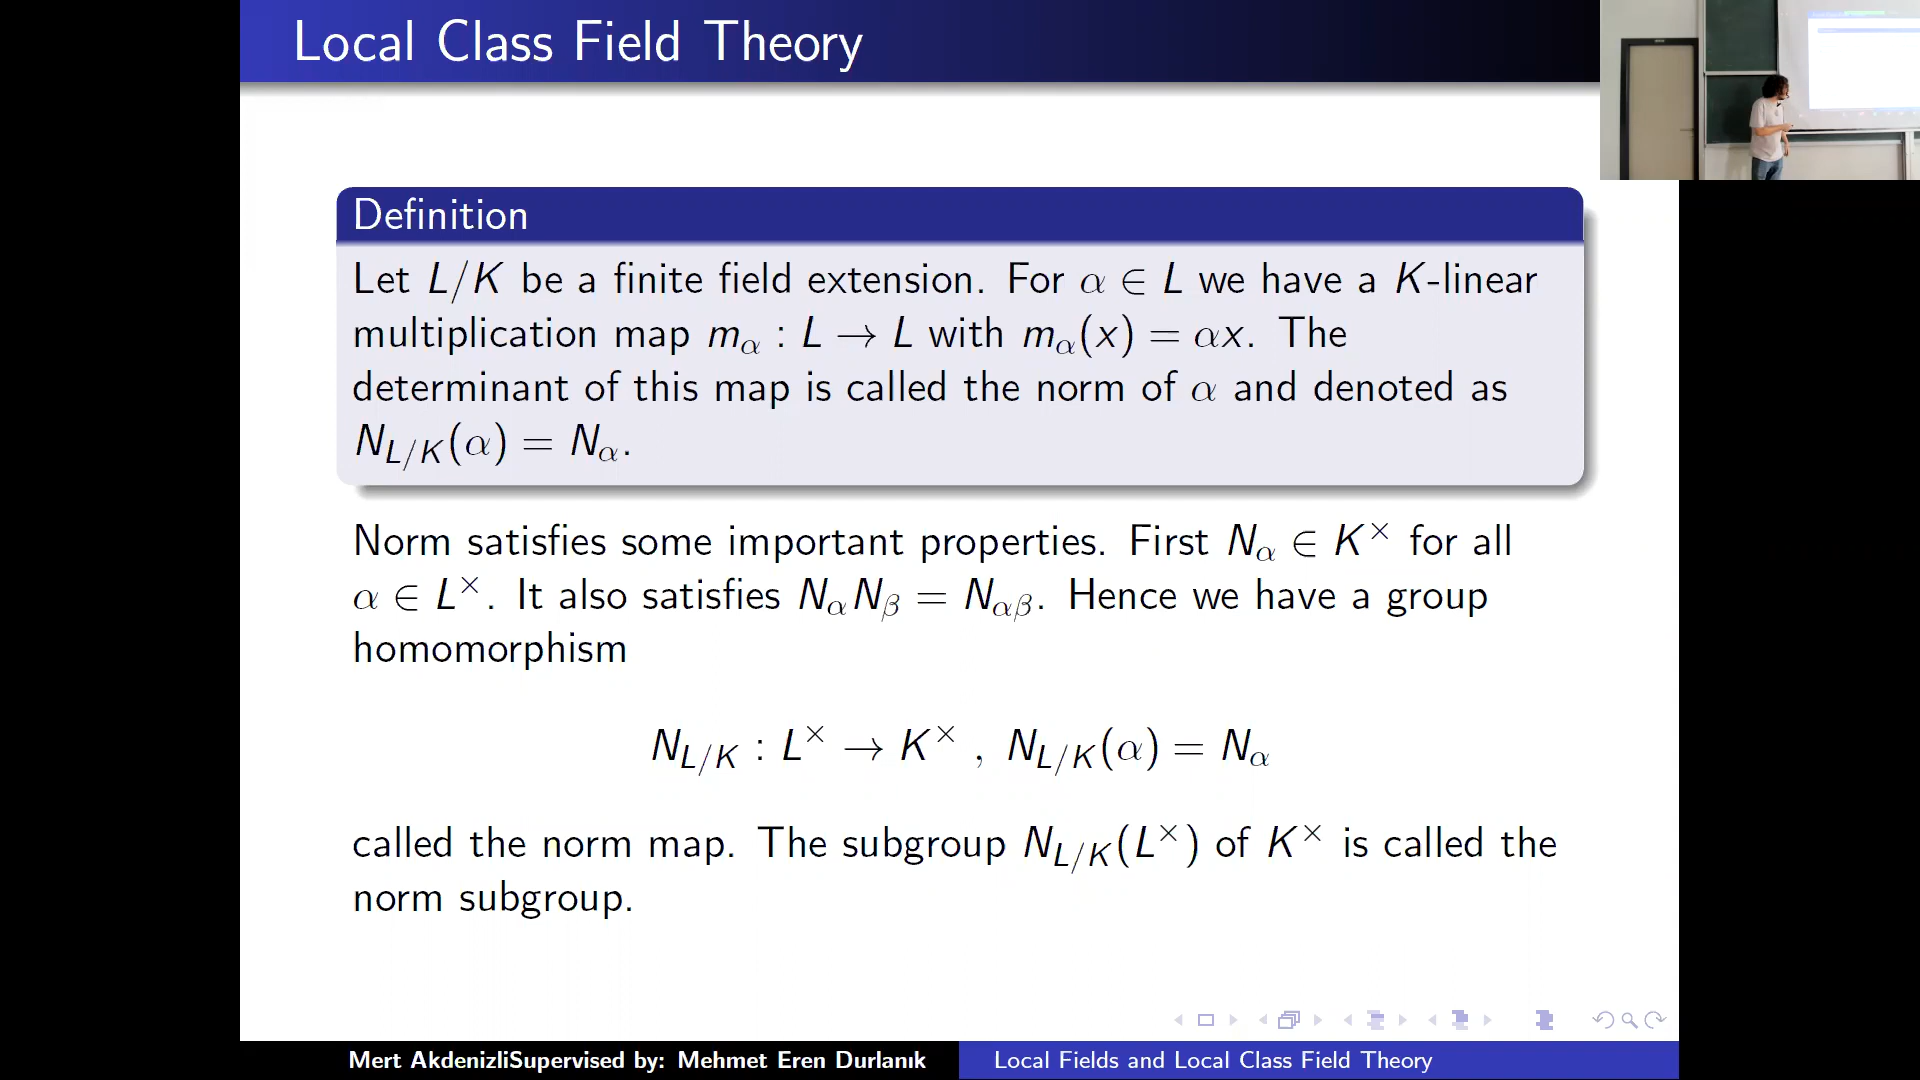 Local Class Field Theory
Definition
Let L/K be a finite field extension. For α ∈ L we have a K-linear
multiplication map m_α : L → L with m_α(x) = αx. The
determinant of this map is called the norm of α and denoted as
N_{L/K}(α) = N_α.
Norm satisfies some important properties. First N_α ∈ K^× for all
α ∈ L^×. It also satisfies N_αN_β = N_{αβ}. Hence we have a group
homomorphism
N_{L/K} : L^× → K^× , N_{L/K}(α) = N_α
called the norm map. The subgroup N_{L/K}(L^×) of K^× is called the
norm subgroup.
Mert AkdenizliSupervised by: Mehmet Eren Durlanık
Local Fields and Local Class Field Theory